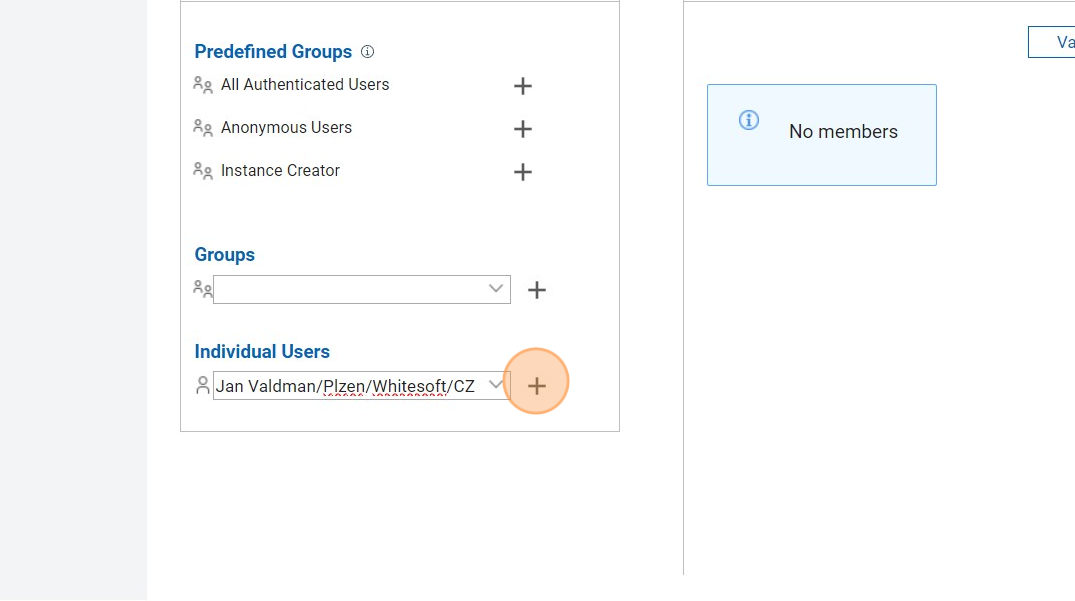 Predefined Groups
All Authenticated Users
Anonymous Users
Instance Creator
Groups
Individual Users
Jan Valdman/Plzen/Whitesoft/CZ
Va
No members